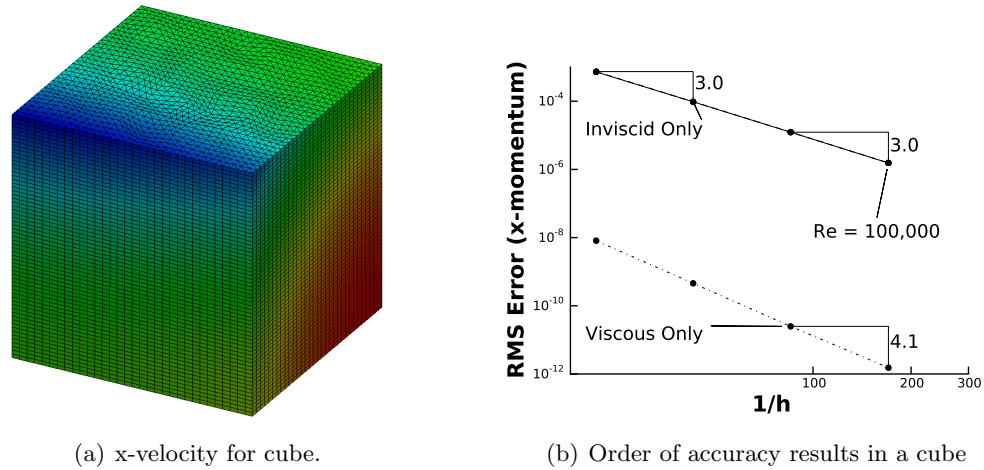 RMS Error (x-momentum)
10^-4
10^-6
10^-8
10^-10
10^-12
3.0
Inviscid Only
3.0
Re = 100,000
Viscous Only
4.1
100
200
300
1/h
(a) x-velocity for cube.
(b) Order of accuracy results in a cube